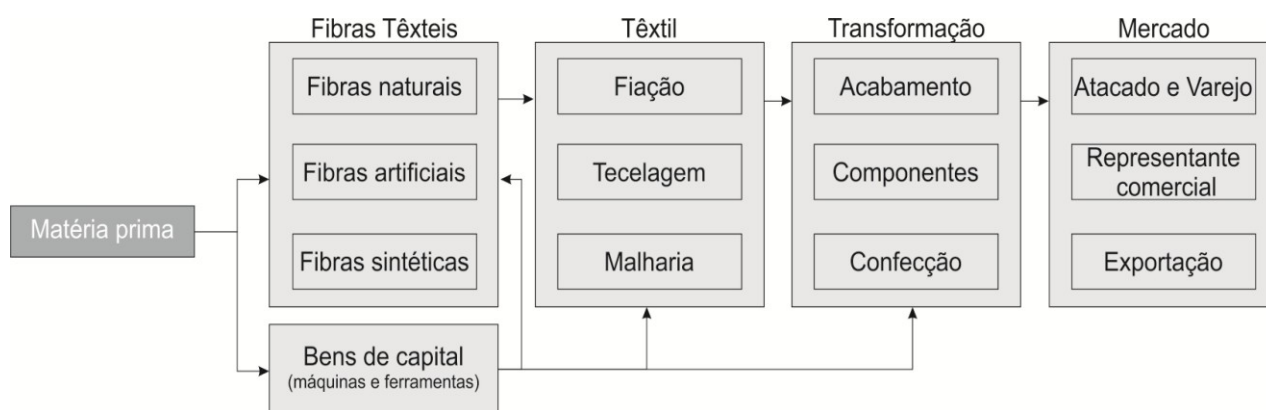 Fibras Têxteis
Têxtil
Transformação
Mercado
Fibras naturais
Fiação
Acabamento
Atacado e Varejo
Fibras artificiais
Tecelagem
Componentes
Representante
comercial
Matéria prima
Fibras sintéticas
Malharia
Confecção
Exportação
Bens de capital
(máquinas e ferramentas)